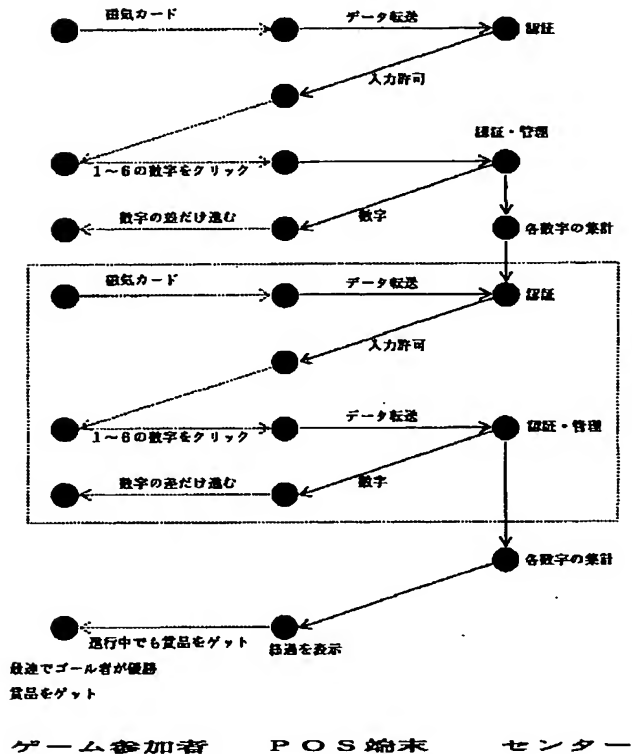 磁気カード
データ転送
認証
入力許可
認証・管理
1～6の数字をクリック
数字の差だけ進む
数字
各数字の集計
磁気カード
データ転送
認証
入力許可
1～6の数字をクリック
データ転送
認証・管理
数字の差だけ進む
数字
各数字の集計
進行中でも賞品をゲット
経過を表示
最速でゴール者が優勝
賞品をゲット
ゲーム参加者 POS端末 センター